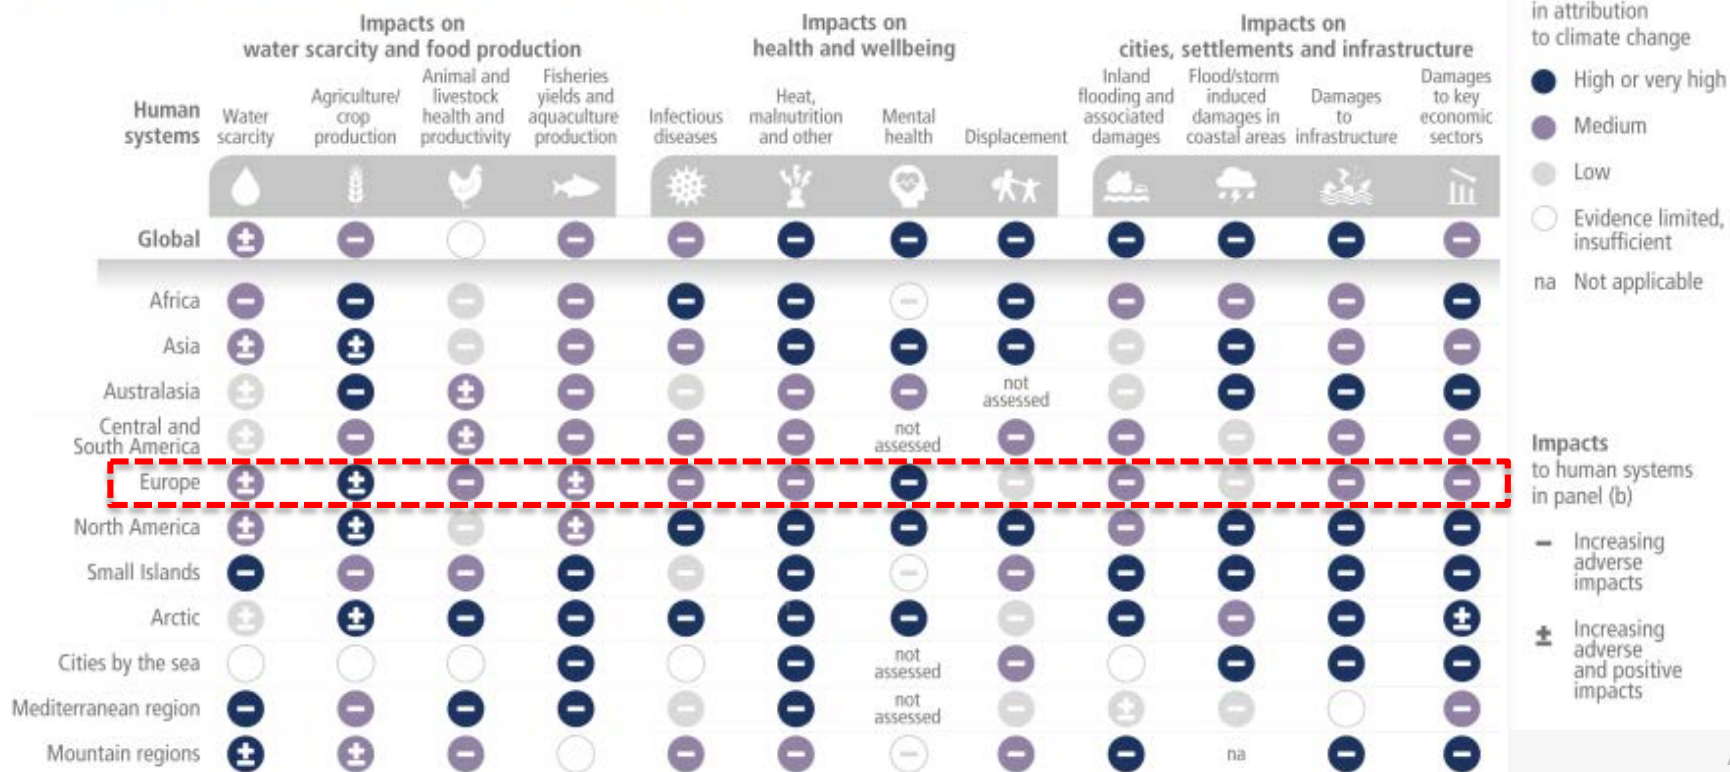 Impacts on
water scarcity and food production
Impacts on
health and wellbeing
Impacts on
cities, settlements and infrastructure
Human
systems
Water
scarcity
Agriculture/
crop
production
Animal and
livestock
health and
productivity
Fisheries
yields and
aquaculture
production
Infectious
diseases
Heat,
malnutrition
and other
Mental
health
Displacement
Inland
flooding and
associated
damages
Flood/storm
induced
damages in
coastal areas
Damages
to
infrastructure
Damages
to key
economic
sectors
Global
± − − − − − − − − − −
Africa
− − − − − − − − − − − −
Asia
± ± − − − − − − − − − −
Australasia
± − ± − − − − not
assessed
− − − −
Central and
South America
± − ± − − − not
assessed
− − − − −
Europe
± ± − ± − − − − − − − −
North America
± ± − ± − − − − − − − −
Small Islands
− − − − − − − − − − − −
Arctic
± ± − − − − − − − − − ±
Cities by the sea
− − not
assessed
− − − −
Mediterranean region
− − − − − − not
assessed
− ± − −
Mountain regions
± ± − − − − − − na − −
in attribution
to climate change
High or very high
Medium
Low
Evidence limited,
insufficient
na Not applicable
Impacts
to human systems
in panel (b)
− Increasing
adverse
impacts
± Increasing
adverse
and positive
impacts